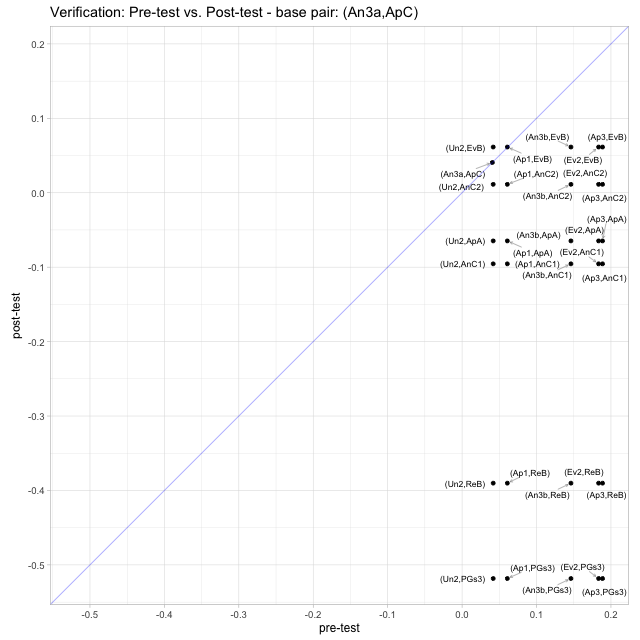 Verification: Pre-test vs. Post-test - base pair: (An3a,ApC)
0.2
0.1
(An3b,EvB)
(Ap3,EvB)
(Un2,EvB)
(Ap1,EvB)
(Ev2,EvB)
(An3a,ApC)
(Ap1,AnC2)
(Ev2,AnC2)
(Un2,AnC2)
0.0
(An3b,AnC2)
(Ap3,AnC2)
(Ap3,ApA)
(An3b,ApA)
(Ev2,ApA)
(Un2,ApA)
(Ap1,ApA)
(Ev2,AnC1)
(Un2,AnC1)
(Ap1,AnC1)
-0.1
(An3b,AnC1)
(Ap3,AnC1)
post-test
-0.2
-0.3
(Ap1,ReB)
(Ev2,ReB)
(Un2,ReB)
-0.4
(An3b,ReB)
(Ap3,ReB)
-0.5
(Ap1,PGs3)
(Ev2,PGs3)
(Un2,PGs3)
(An3b,PGs3)
(Ap3,PGs3)
-0.5 -0.4 -0.3 -0.2 -0.1 0.0 0.1 0.2
pre-test